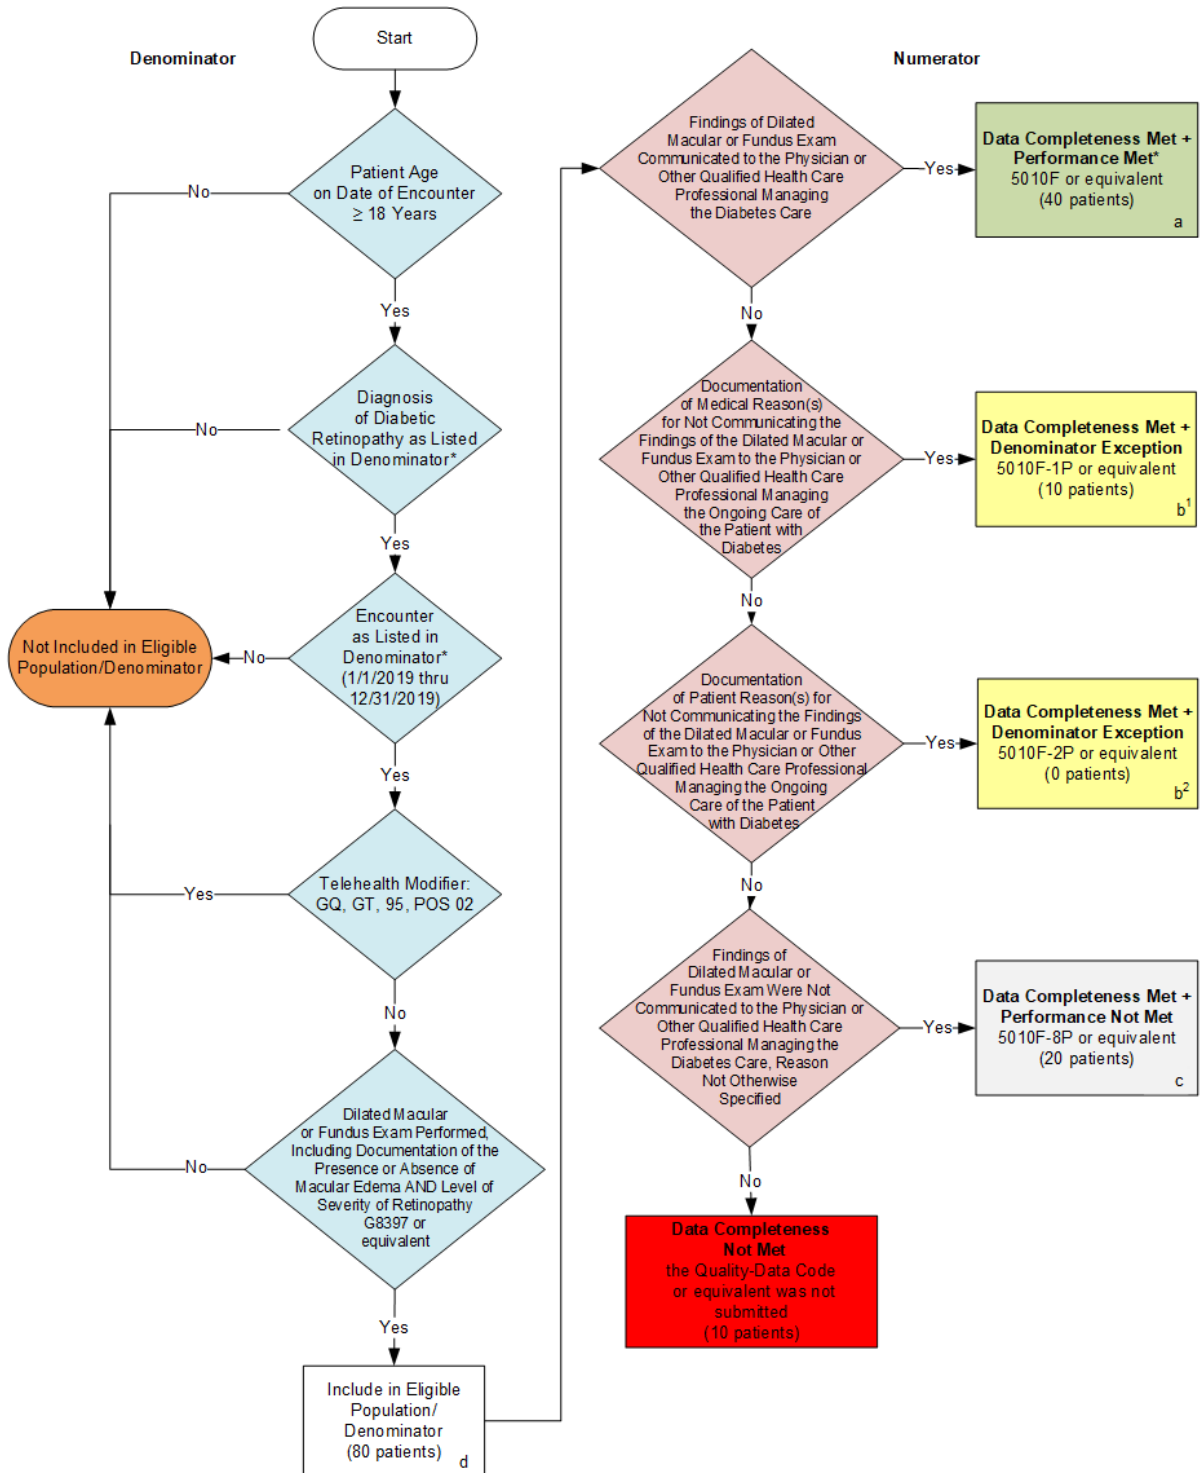 Start
Denominator
Patient Age
on Date of Encounter
≥ 18 Years
No
Yes
Diagnosis
of Diabetic
Retinopathy as Listed
in Denominator*
No
Yes
Encounter
as Listed in
Denominator*
(1/1/2019 thru
12/31/2019)
No
Not Included in Eligible
Population/Denominator
Yes
Telehealth Modifier:
GQ, GT, 95, POS 02
Yes
No
Dilated Macular
or Fundus Exam Performed,
Including Documentation of the
Presence or Absence of
Macular Edema AND Level of
Severity of Retinopathy
G8397 or
equivalent
No
Yes
Include in Eligible
Population/
Denominator
(80 patients)
d
Numerator
Findings of Dilated
Macular or Fundus Exam
Communicated to the Physician or
Other Qualified Health Care
Professional Managing
the Diabetes Care
Yes
Data Completeness Met +
Performance Met*
5010F or equivalent
(40 patients)
a
No
Documentation
of Medical Reason(s)
for Not Communicating the
Findings of the Dilated Macular or
Fundus Exam to the Physician or
Other Qualified Health Care
Professional Managing
the Ongoing Care of
the Patient with
Diabetes
Yes
Data Completeness Met +
Denominator Exception
5010F-1P or equivalent
(10 patients)
b¹
No
Documentation
of Patient Reason(s) for
Not Communicating the Findings
of the Dilated Macular or Fundus
Exam to the Physician or Other
Qualified Health Care Professional
Managing the Ongoing
Care of the Patient
with Diabetes
Yes
Data Completeness Met +
Denominator Exception
5010F-2P or equivalent
(0 patients)
b²
No
Findings of
Dilated Macular or
Fundus Exam Were Not
Communicated to the Physician or
Other Qualified Health Care
Professional Managing the
Diabetes Care, Reason
Not Otherwise
Specified
Yes
Data Completeness Met +
Performance Not Met
5010F-8P or equivalent
(20 patients)
c
No
Data Completeness
Not Met
the Quality-Data Code
or equivalent was not
submitted
(10 patients)